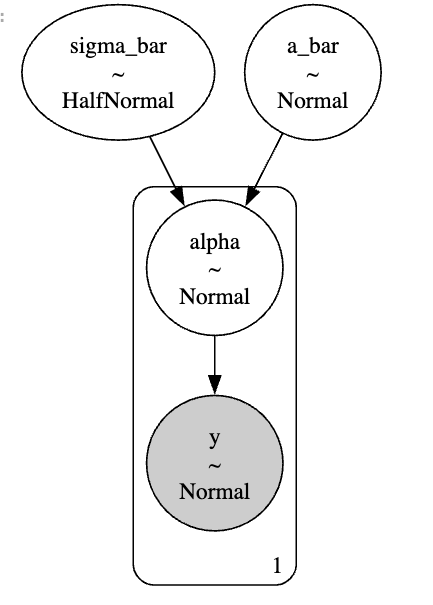 sigma_bar
~
HalfNormal
a_bar
~
Normal
alpha
~
Normal
y
~
Normal
1